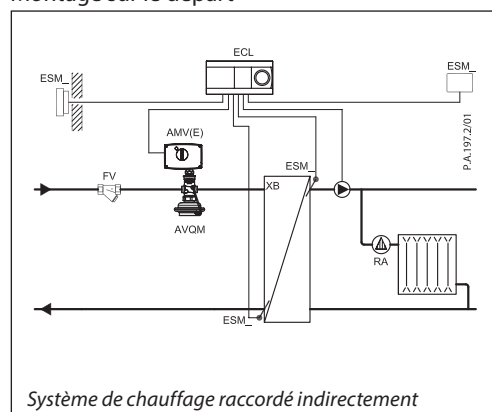 montage sur le départ
ESM_
ECL
ESM_
P.A.197.2/01
AMV(E)
ESM_
FV
XB
AVQM
RA
ESM_
Système de chauffage raccordé indirectement